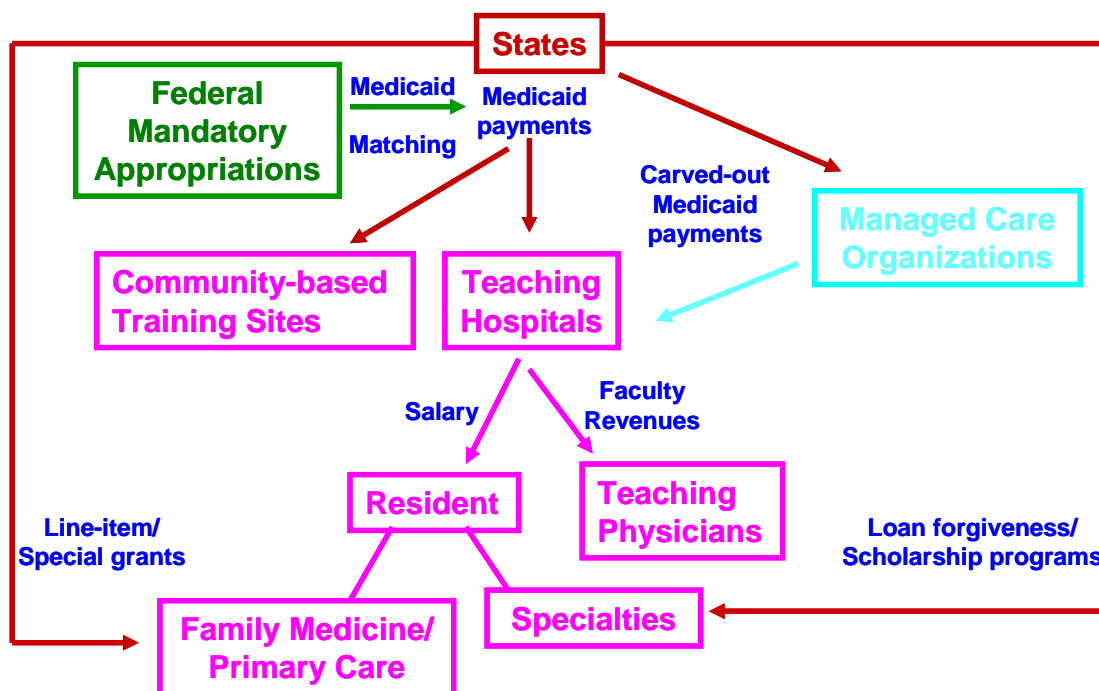 States
Federal
Mandatory
Appropriations
Medicaid
Matching
Medicaid
payments
Carved-out
Medicaid
payments
Managed Care
Organizations
Community-based
Training Sites
Teaching
Hospitals
Salary
Faculty
Revenues
Resident
Teaching
Physicians
Line-item/
Special grants
Loan forgiveness/
Scholarship programs
Family Medicine/
Primary Care
Specialties